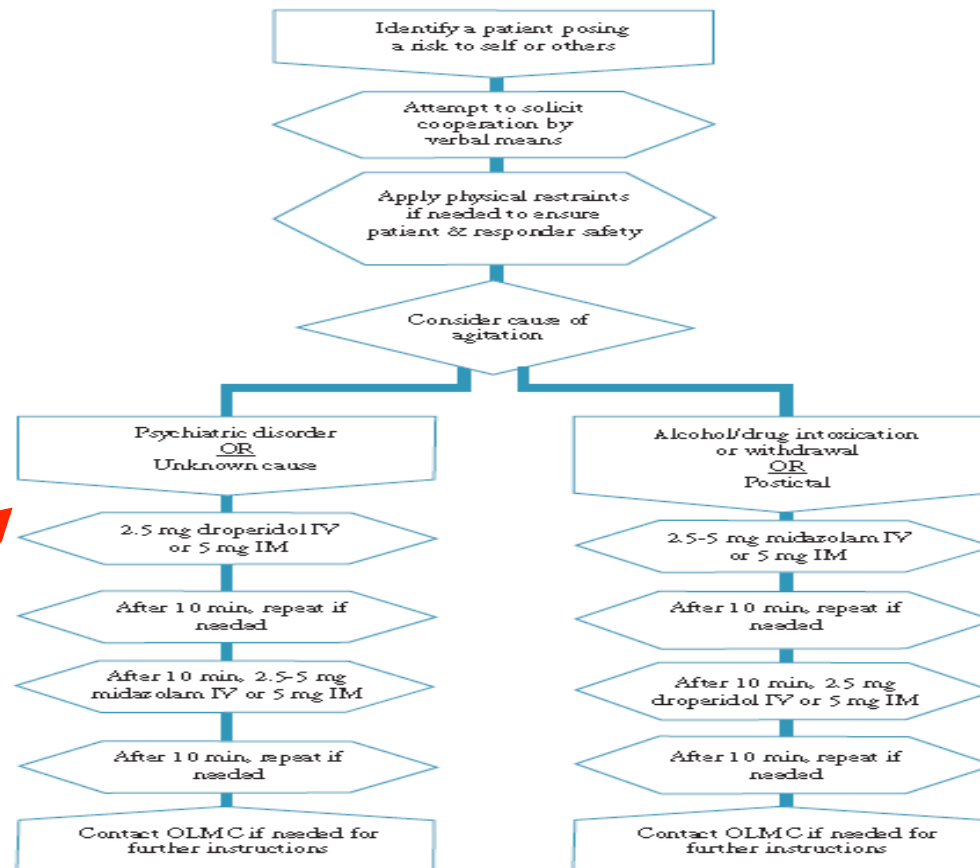 Identify a patient posing
a risk to self or others
Attempt to solicit
cooperation by
verbal means
Apply physical restraints
if needed to ensure
patient & responder safety
Consider cause of
agitation
Psychiatric disorder
OR
Unknown cause
2.5 mg droperidol IV
or 5 mg IM
After 10 min, repeat if
needed
After 10 min, 2.5-5 mg
midazolam IV or 5 mg IM
After 10 min, repeat if
needed
Contact OLMC if needed for
further instructions
Alcohol/drug intoxication
or withdrawal
OR
Postictal
2.5-5 mg midazolam IV
or 5 mg IM
After 10 min, repeat if
needed
After 10 min, 2.5 mg
droperidol IV or 5 mg IM
After 10 min, repeat if
needed
Contact OLMC if needed for
further instructions